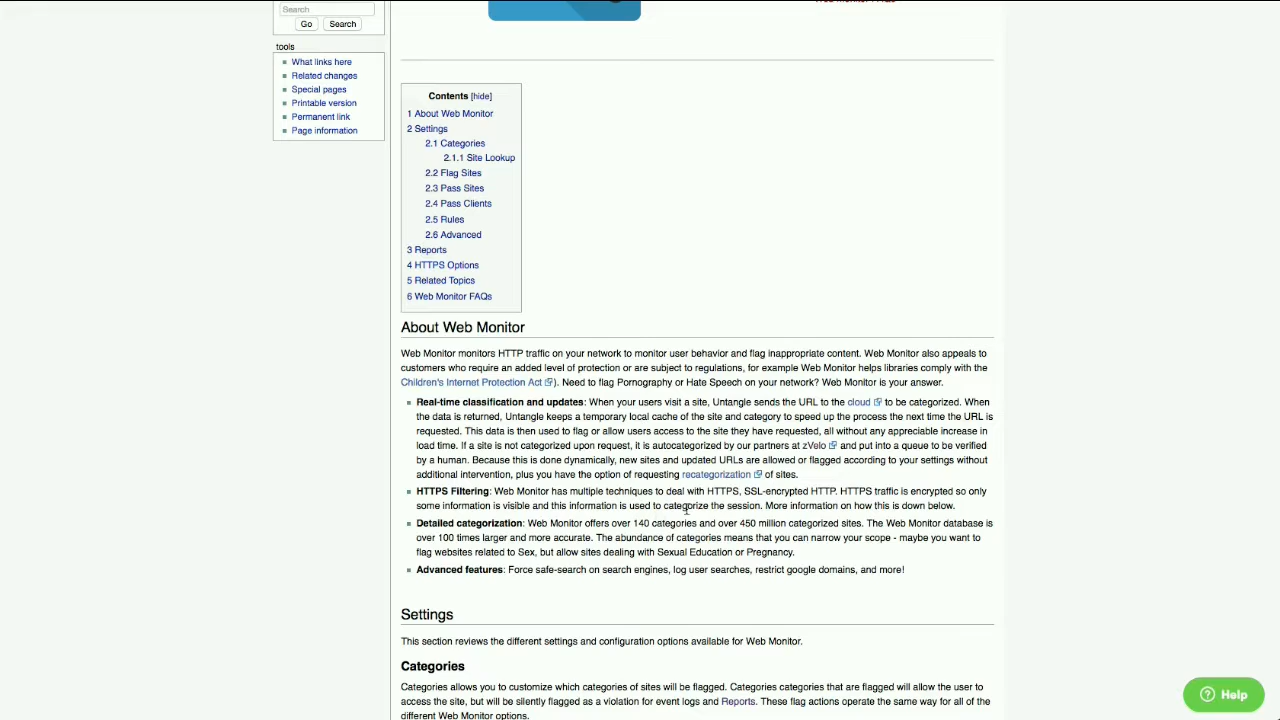 Search
Go Search
tools
What links here
Related changes
Special pages
Printable version
Permanent link
Page information
Contents [hide]
1 About Web Monitor
2 Settings
2.1 Categories
2.1.1 Site Lookup
2.2 Flag Sites
2.3 Pass Sites
2.4 Pass Clients
2.5 Rules
2.6 Advanced
3 Reports
4 HTTPS Options
5 Related Topics
6 Web Monitor FAQs
About Web Monitor
Web Monitor monitors HTTP traffic on your network to monitor user behavior and flag inappropriate content. Web Monitor also appeals to
customers who require an added level of protection or are subject to regulations, for example Web Monitor helps libraries comply with the
Children's Internet Protection Act). Need to flag Pornography or Hate Speech on your network? Web Monitor is your answer.
Real-time classification and updates: When your users visit a site, Untangle sends the URL to the cloud to be categorized. When
the data is returned, Untangle keeps a temporary local cache of the site and category to speed up the process the next time the URL is
requested. This data is then used to flag or allow users access to the site they have requested, all without any appreciable increase in
load time. If a site is not categorized upon request, it is autocategorized by our partners at zVelo and put into a queue to be verified
by a human. Because this is done dynamically, new sites and updated URLs are allowed or flagged according to your settings without
additional intervention, plus you have the option of requesting recategorization of sites.
HTTPS Filtering: Web Monitor has multiple techniques to deal with HTTPS, SSL-encrypted HTTP. HTTPS traffic is encrypted so only
some information is visible and this information is used to categorize the session. More information on how this is down below.
Detailed categorization: Web Monitor offers over 140 categories and over 450 million categorized sites. The Web Monitor database is
over 100 times larger and more accurate. The abundance of categories means that you can narrow your scope - maybe you want to
flag websites related to Sex, but allow sites dealing with Sexual Education or Pregnancy.
Advanced features: Force safe-search on search engines, log user searches, restrict google domains, and more!
Settings
This section reviews the different settings and configuration options available for Web Monitor.
Categories
Categories allows you to customize which categories of sites will be flagged. Categories categories that are flagged will allow the user to
access the site, but will be silently flagged as a violation for event logs and Reports. These flag actions operate the same way for all of the
different Web Monitor options.
Help